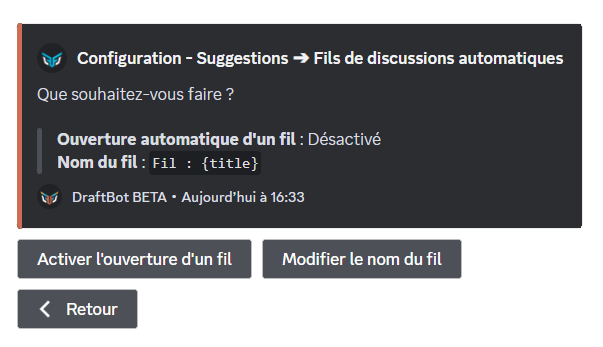 Configuration - Suggestions ➔ Fils de discussions automatiques
Que souhaitez-vous faire ?
Ouverture automatique d'un fil : Désactivé
Nom du fil : Fil : {title}
DraftBot BETA • Aujourd'hui à 16:33
Activer l'ouverture d'un fil
Modifier le nom du fil
Retour